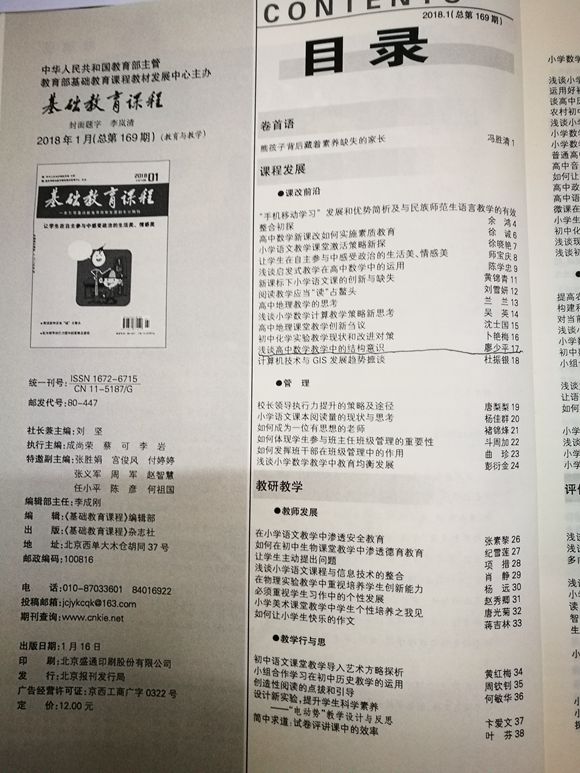 中华人民共和国教育部主管
教育部基础教育课程教材发展中心主办
基础教育课程
封面题字 李岚清
2018年1月(总第169期)(教育与教学)
2018 01
基础教育课程
让学生在自主参与中感受政治的生活美、情感美
统一刊号: ISSN 1672-6715
CN 11-5187/G
邮发代号: 80-447
社长兼主编: 刘 坚
执行主编: 成尚荣 蔡 可 李 岩
特邀副主编: 张胜娟 宫俊风 付婷婷
张义军 周 军 赵智慧
任小平 陈 彦 何祖国
编辑部主任: 李成刚
编 辑: 《基础教育课程》编辑部
出 版: 《基础教育课程》杂志社
地 址: 北京西单大木仓胡同37号
邮政编码: 100816
电 话: 010-87033601 84016922
投稿邮箱: jcjykcqk@163.com
期刊查询: www.cnkie.net
出版日期: 1月16日
印 刷: 北京盛通印刷股份有限公司
发 行: 北京报刊发行局
广告经营许可证: 京西工商广字0322号
定 价: 12.00元
CONTENTS
2018.1(总第169期)
目录
卷首语
熊孩子背后藏着素养缺失的家长 冯胜清 1
课程发展
●课改前沿
“手机移动学习”发展和优势简析及与民族师范生语言教学的有效
整合初探 余 鸿 4
高中数学新课改如何实施素质教育 徐 诚 6
小学语文教学课堂激活策略新探 徐晓艳 7
让学生在自主参与中感受政治的生活美、情感美 师宝庆 8
浅谈启发式教学在高中数学中的运用 陈学忠 9
新课标下小学语文课的创新与缺失 黄锦青 11
阅读教学应当“读”占鳌头 刘雪妍 12
高中地理教学的思考 兰 兰 13
浅谈小学数学计算教学策略新思考 吴 英 14
高中地理课堂教学创新刍议 沈士国 15
初中化学实验教学现状和改进对策 卜艳梅 16
浅谈高中数学教学中的结构意识 廖少平 17
计算机技术与GIS发展趋势摭谈 杜振银 18
●管 理
校长领导执行力提升的策略及途径 唐梨梨 19
小学语文课本阅读量的现状与思考 杨佳群 20
如何成为一位有思想的老师 褚锦烽 21
如何体现学生参与班主任班级管理的重要性 斗周加 22
如何发挥班干部在班级管理中的作用 曲 珍 23
浅谈小学数学教学中教育均衡发展 彭衍金 24
教研教学
●教师发展
在小学语文教学中渗透安全教育 张素黎 26
如何在初中生物课堂教学中渗透德育教育 纪雪莲 27
让学生主动提出问题 项 措 28
浅谈小学语文课程与信息技术的整合 肖 静 29
在物理实验教学中重视培养学生创新能力 杨 远 30
必须重视学生习作中的个性发展 赵秀卿 31
小学美术课堂教学中学生个性培养之我见 唐光菊 32
如何让小学生快乐的作文 蒋吉林 33
●教学行与思
初中语文课堂教学导入艺术方略探析 黄红梅 34
小组合作学习在初中历史教学的运用 周钦钊 35
创造性阅读的点拨和引导 何敏华 36
设计新实验,提升学生科学素养
——“电动势”教学设计与反思 卞爱文 37
简中求道:试卷评讲课中的效率 叶 芬 38